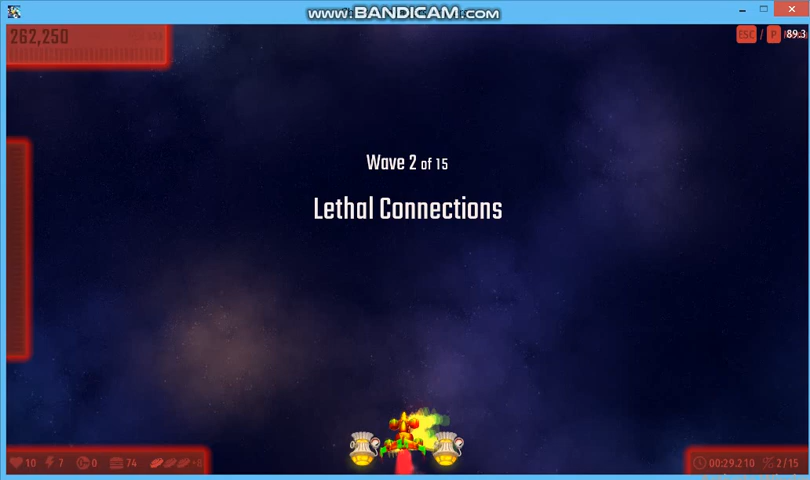 www.BANDICAM.com
262,250
ESC / P 89.3
Wave 2 of 15
Lethal Connections
10 7 0 74 +8
00:29.210 2/15